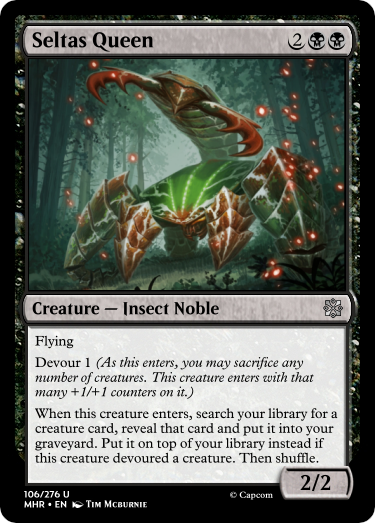 Seltas Queen 2
Creature — Insect Noble
Flying
Devour 1 (As this enters, you may sacrifice any
number of creatures. This creature enters with that
many +1/+1 counters on it.)
When this creature enters, search your library for a
creature card, reveal that card and put it into your
graveyard. Put it on top of your library instead if
this creature devoured a creature. Then shuffle.
2/2
106/276 U
MHR • EN Tim Mcburnie
© Capcom